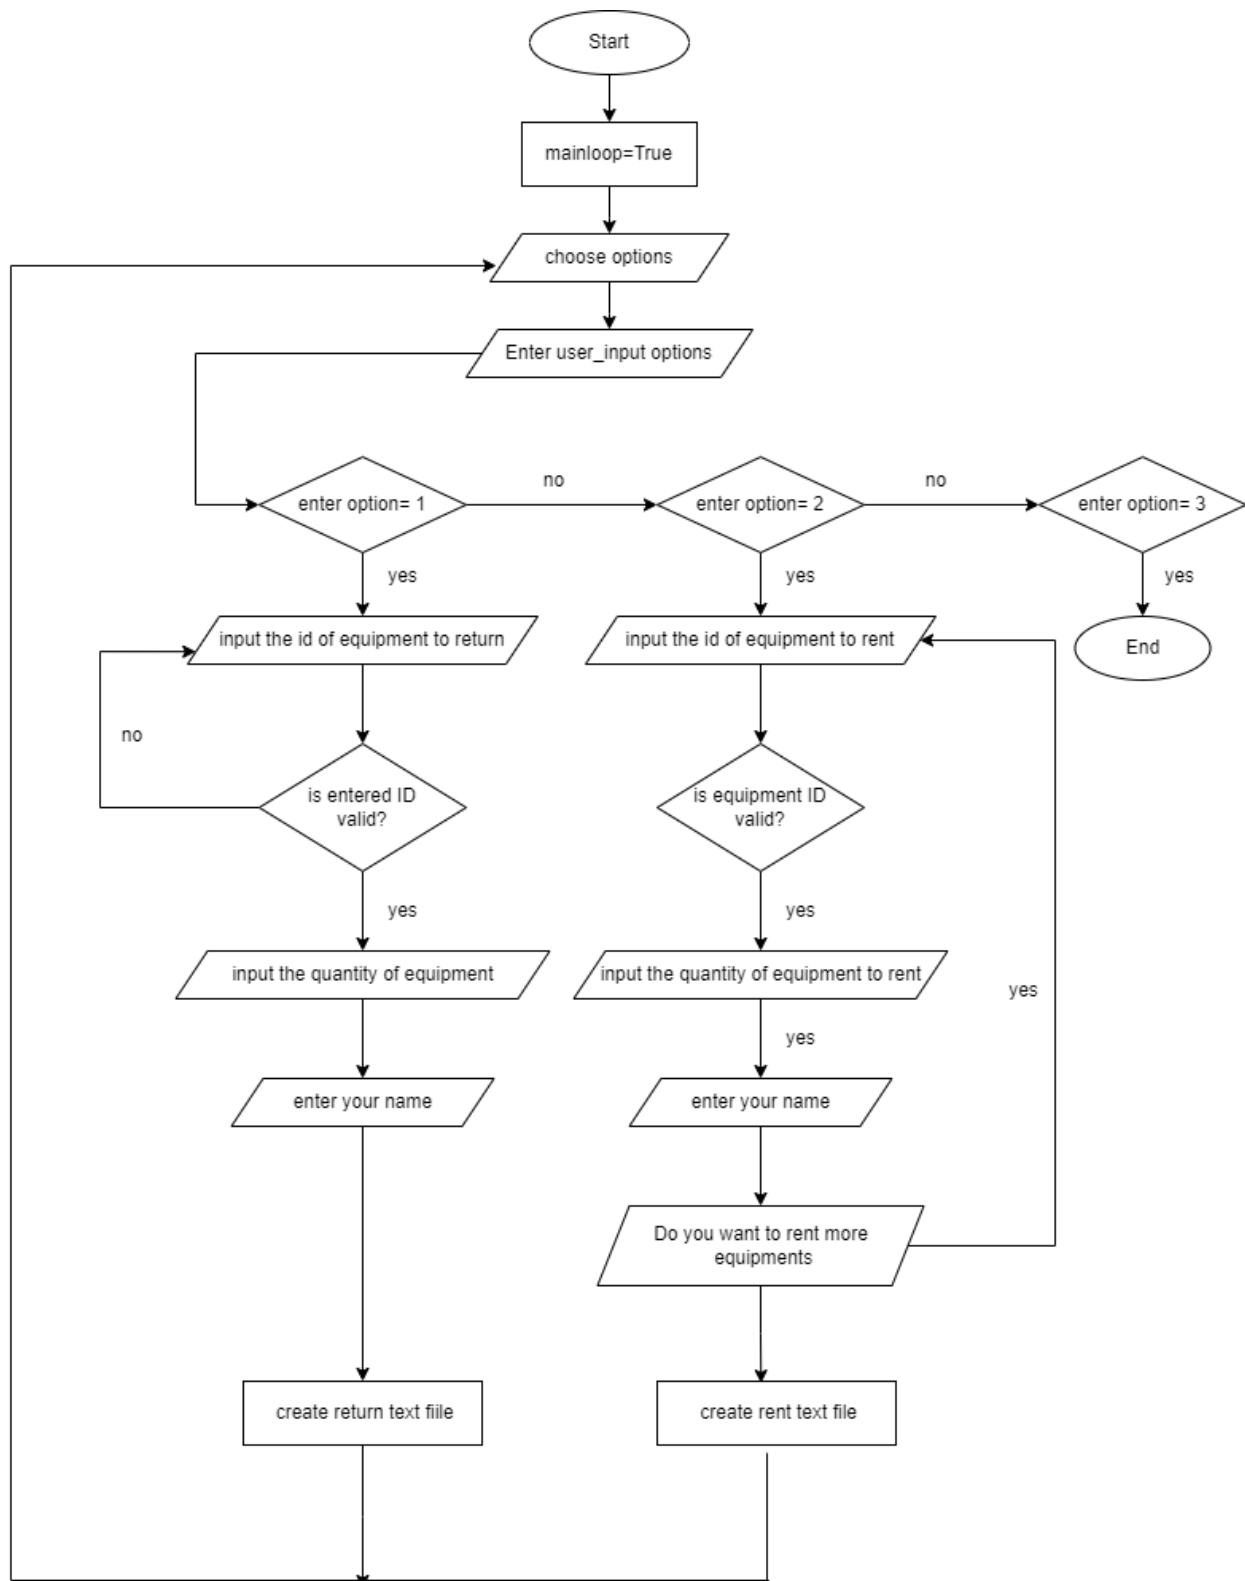 Start
mainloop=True
choose options
Enter user_input options
enter option= 1
no
enter option= 2
no
enter option= 3
yes
yes
yes
input the id of equipment to return
input the id of equipment to rent
End
no
is entered ID
valid?
is equipment ID
valid?
yes
yes
input the quantity of equipment
input the quantity of equipment to rent
yes
yes
enter your name
enter your name
Do you want to rent more
equipments
create return text fiile
create rent text file